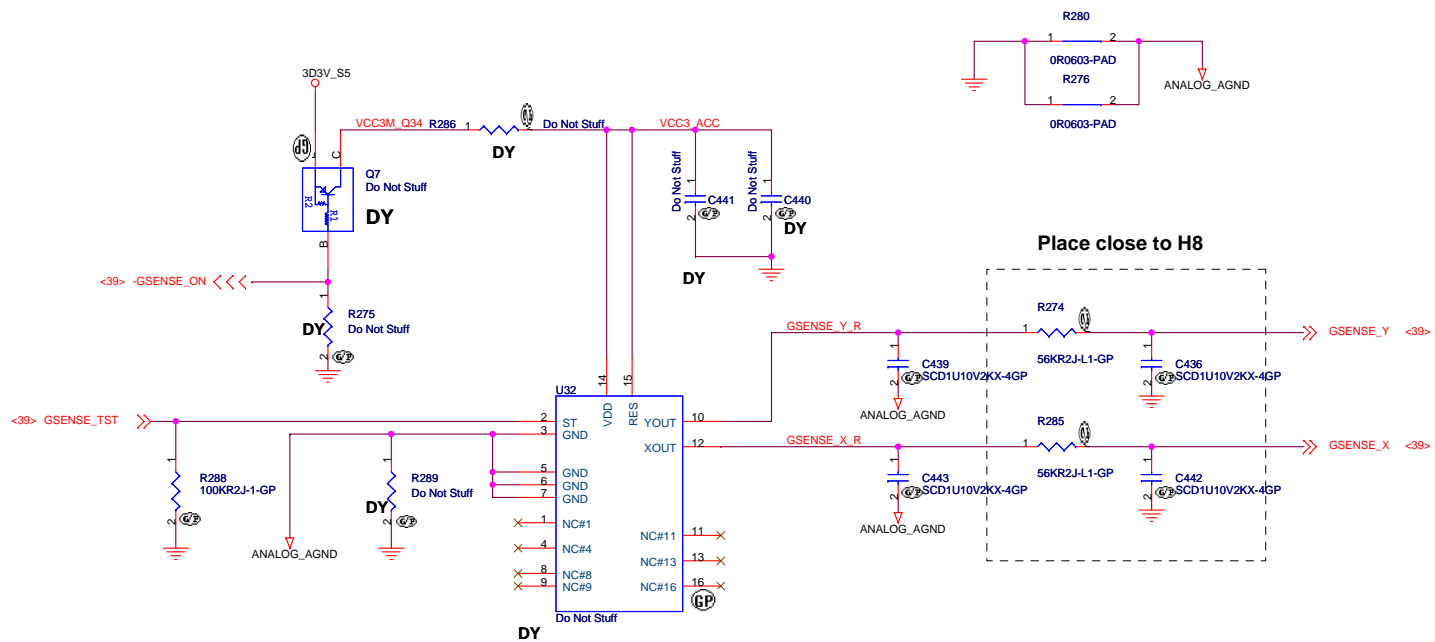 R280
1
2
0R0603-PAD
R276
1
2
0R0603-PAD
ANALOG_AGND
3D3V_S5
VCC3M_Q34
R286
1
2
Do Not Stuff
DY
VCC3_ACC
GP
C
Q7
Do Not Stuff
R2
R1
DY
B
Do Not Stuff
1
C441
2
G/P
Do Not Stuff
1
C440
2
G/P
DY
DY
<39> -GSENSE_ON
1
R275
DY
Do Not Stuff
2
G/P
Place close to H8
GSENSE_Y_R
1
R274
2
56KR2J-L1-GP
GSENSE_Y <39>
1
C439
G/P
SCD1U10V2KX-4GP
2
ANALOG_AGND
1
C436
G/P
SCD1U10V2KX-4GP
2
U32
14
15
VDD
RES
<39> GSENSE_TST
2
ST
3
GND
5
GND
6
GND
7
GND
1
NC#1
4
NC#4
8
NC#8
9
NC#9
YOUT
10
XOUT
12
NC#11
11
NC#13
13
NC#16
16
GP
Do Not Stuff
DY
1
R288
100KR2J-1-GP
2
G/P
ANALOG_AGND
1
R289
Do Not Stuff
DY
2
G/P
GSENSE_X_R
1
R285
2
56KR2J-L1-GP
GSENSE_X <39>
1
C443
G/P
SCD1U10V2KX-4GP
2
ANALOG_AGND
1
C442
G/P
SCD1U10V2KX-4GP
2